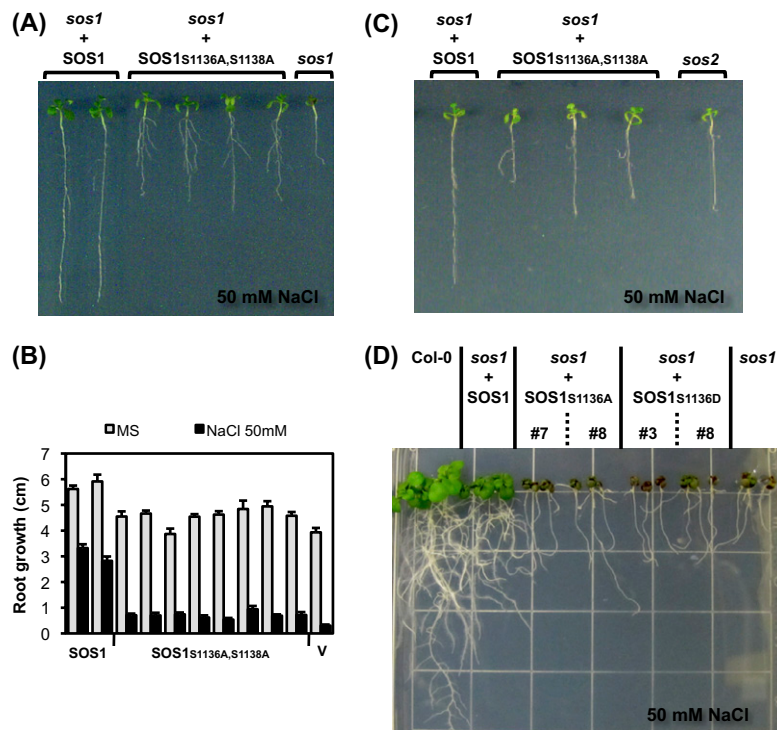 (A)
sos1
+
SOS1
sos1
+
SOS1S1136A,S1138A
sos1
50 mM NaCl
(B)
MS
NaCl 50mM
Root growth (cm)
7
6
5
4
3
2
1
0
SOS1
SOS1S1136A,S1138A
V
(C)
sos1
+
SOS1
sos1
+
SOS1S1136A,S1138A
sos2
50 mM NaCl
(D)
Col-0
sos1
+
SOS1
sos1
+
SOS1S1136A
#7
#8
sos1
+
SOS1S1136D
#3
#8
sos1
50 mM NaCl